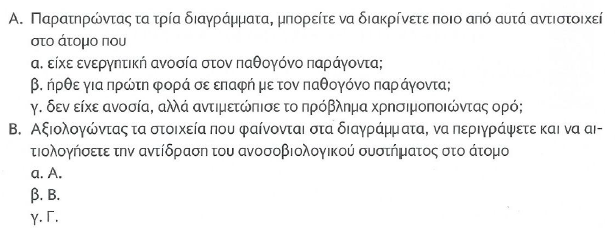 Α. Παρατηρώντας τα τρία διαγράμματα, μπορείτε να διακρίνετε ποιο από αυτά αντιστοιχεί
στο άτομο που
α. είχε ενεργητική ανοσία στον παθογόνο παράγοντα;
β. ήρθε για πρώτη φορά σε επαφή με τον παθογόνο παράγοντα;
γ. δεν είχε ανοσία, αλλά αντιμετώπισε το πρόβλημα χρησιμοποιώντας ορό;
Β. Αξιολογώντας τα στοιχεία που φαίνονται στα διαγράμματα, να περιγράψετε και να αι-
τιολογήσετε την αντίδραση του ανοσοβιολογικού συστήματος στο άτομο
α. Α.
β. Β.
γ. Γ.